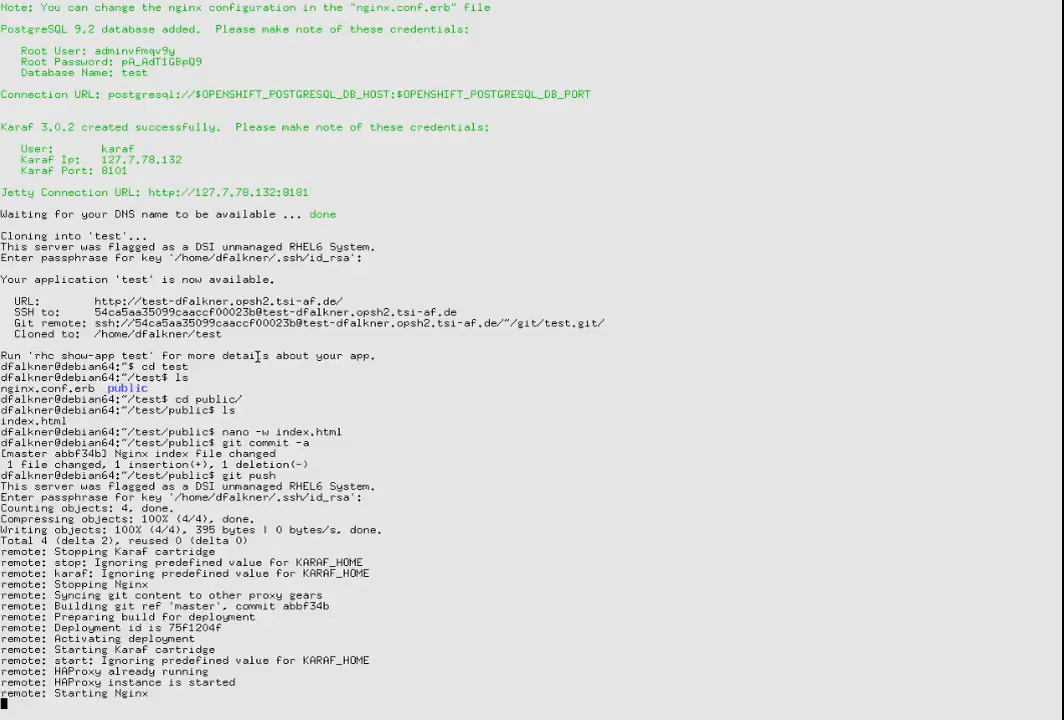 Note: You can change the nginx configuration in the "nginx.conf.erb" file
PostgreSQL 9.2 database added.  Please make note of these credentials:
   Root User: adminvfmqv9y
   Root Password: pA_AdT1GBpQ9
   Database Name: test
Connection URL: postgresql://$OPENSHIFT_POSTGRESQL_DB_HOST:$OPENSHIFT_POSTGRESQL_DB_PORT
Karaf 3.0.2 created successfully.  Please make note of these credentials:
   User:      karaf
   Karaf Ip:  127.7.78.132
   Karaf Port: 8101
Jetty Connection URL: http://127.7.78.132:8181
Waiting for your DNS name to be available ... done
Cloning into 'test'...
This server was flagged as a DSI unmanaged RHEL6 System.
Enter passphrase for key '/home/dfalkner/.ssh/id_rsa':
Your application 'test' is now available.
  URL:        http://test-dfalkner.opsh2.tsi-af.de/
  SSH to:     54ca5aa35099caaccf00023b@test-dfalkner.opsh2.tsi-af.de
  Git remote: ssh://54ca5aa35099caaccf00023b@test-dfalkner.opsh2.tsi-af.de/~/git/test.git/
  Cloned to:  /home/dfalkner/test
Run 'rhc show-app test' for more details about your app.
dfalkner@debian64:~$ cd test
dfalkner@debian64:~/test$ ls
nginx.conf.erb  public
dfalkner@debian64:~/test$ cd public/
dfalkner@debian64:~/test/public$ ls
index.html
dfalkner@debian64:~/test/public$ nano -w index.html
dfalkner@debian64:~/test/public$ git commit -a
[master abbf34b] Nginx index file changed
 1 file changed, 1 insertion(+), 1 deletion(-)
dfalkner@debian64:~/test/public$ git push
This server was flagged as a DSI unmanaged RHEL6 System.
Enter passphrase for key '/home/dfalkner/.ssh/id_rsa':
Counting objects: 4, done.
Compressing objects: 100% (4/4), done.
Writing objects: 100% (4/4), 395 bytes | 0 bytes/s, done.
Total 4 (delta 2), reused 0 (delta 0)
remote: Stopping Karaf cartridge
remote: stop: Ignoring predefined value for KARAF_HOME
remote: karaf: Ignoring predefined value for KARAF_HOME
remote: Stopping Nginx
remote: Syncing git content to other proxy gears
remote: Building git ref 'master', commit abbf34b
remote: Preparing build for deployment
remote: Deployment id is 75f1204f
remote: Activating deployment
remote: Starting Karaf cartridge
remote: start: Ignoring predefined value for KARAF_HOME
remote: HAProxy already running
remote: HAProxy instance is started
remote: Starting Nginx